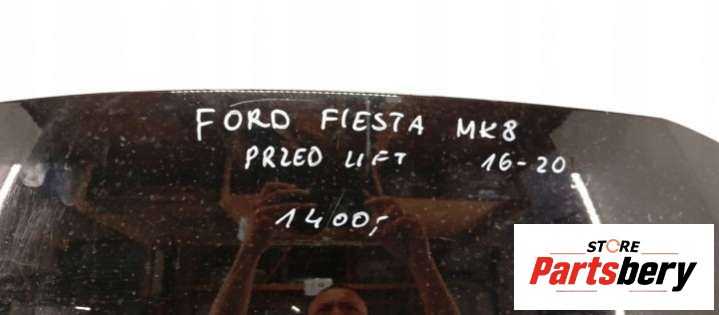 FORD FIESTA MK8
PRZED LIFT 16-20
1400,-
STORE
Partsbery